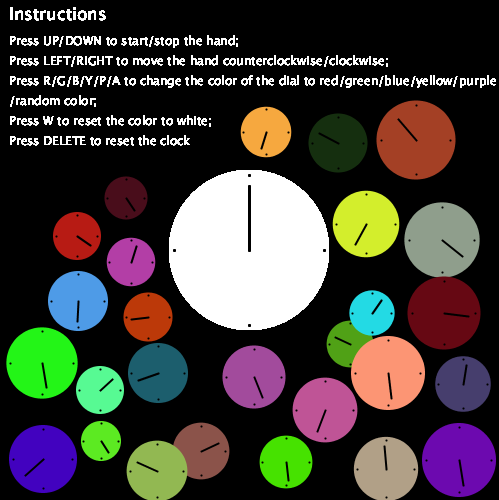 Instructions
Press UP/DOWN to start/stop the hand;
Press LEFT/RIGHT to move the hand counterclockwise/clockwise;
Press R/G/B/Y/P/A to change the color of the dial to red/green/blue/yellow/purple
/random color;
Press W to reset the color to white;
Press DELETE to reset the clock